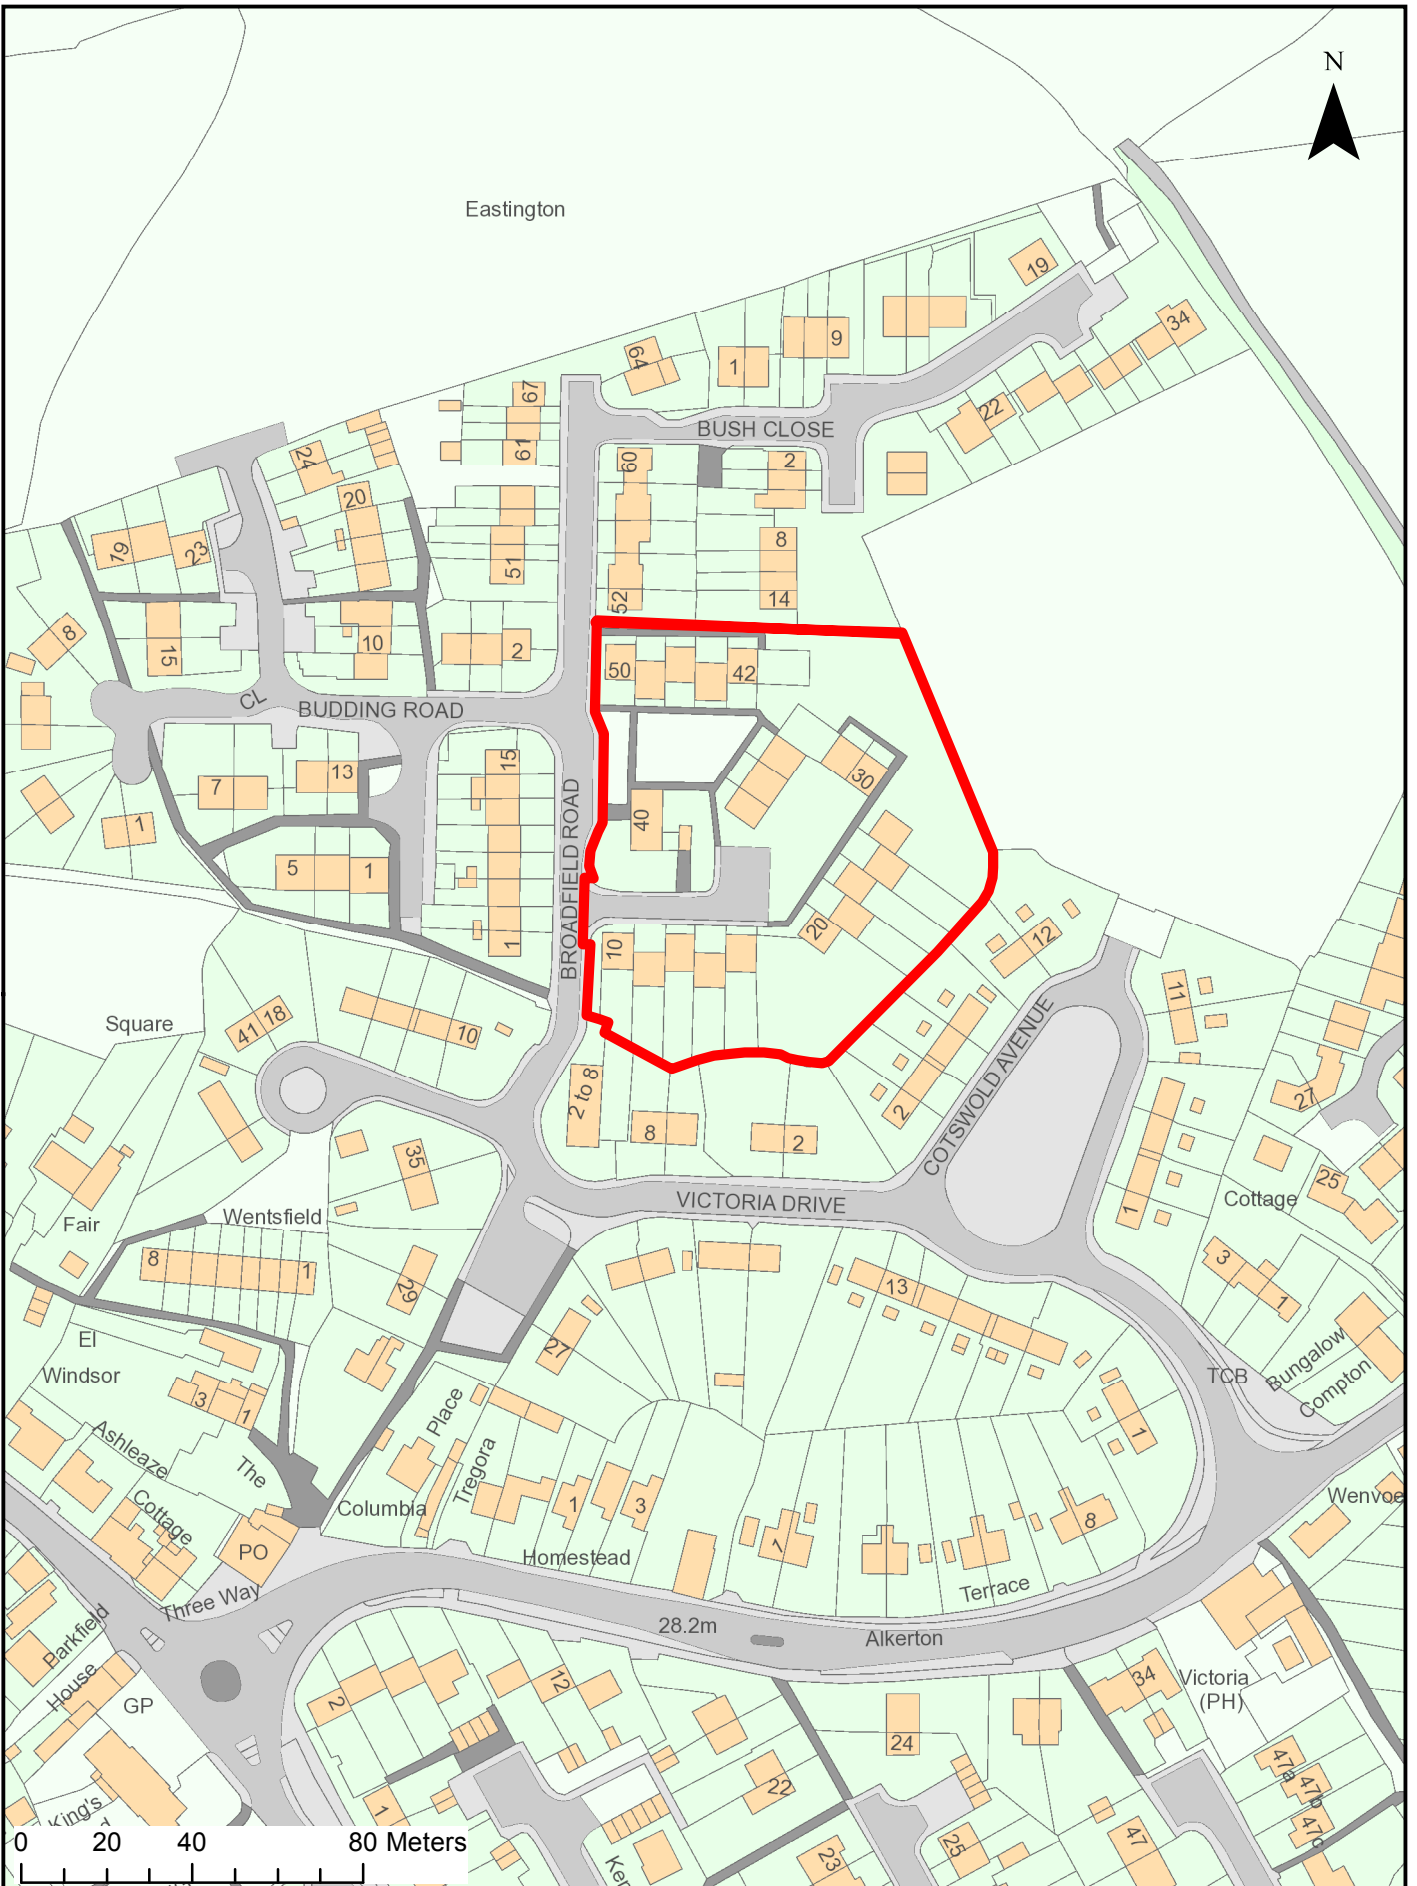 N
Eastington
19
34
64
1
9
67
22
61
BUSH CLOSE
60
2
24
20
51
8
19
23
52
14
8
15
10
2
50
42
CL
BUDDING ROAD
15
7
13
30
40
1
BROADFIELD ROAD
5
1
1
10
20
12
11
Square
41
18
10
COTSWOLD AVENUE
2 to 8
8
2
2
27
35
25
VICTORIA DRIVE
Cottage
1
Fair
Wentsfield
8
1
29
3
1
13
El
27
Windsor
TCB
Bungalow
Compton
3
1
Place
1
Ashleaze
The
Tregora
Cottage
Columbia
1
3
Wenvoe
PO
Homestead
1
8
Three Way
Terrace
Parkfield
28.2m
Alkerton
House
GP
2
12
34
Victoria
(PH)
24
22
47a
47b
47c
King's
1
25
47
23
Ker
0 20 40 80 Meters